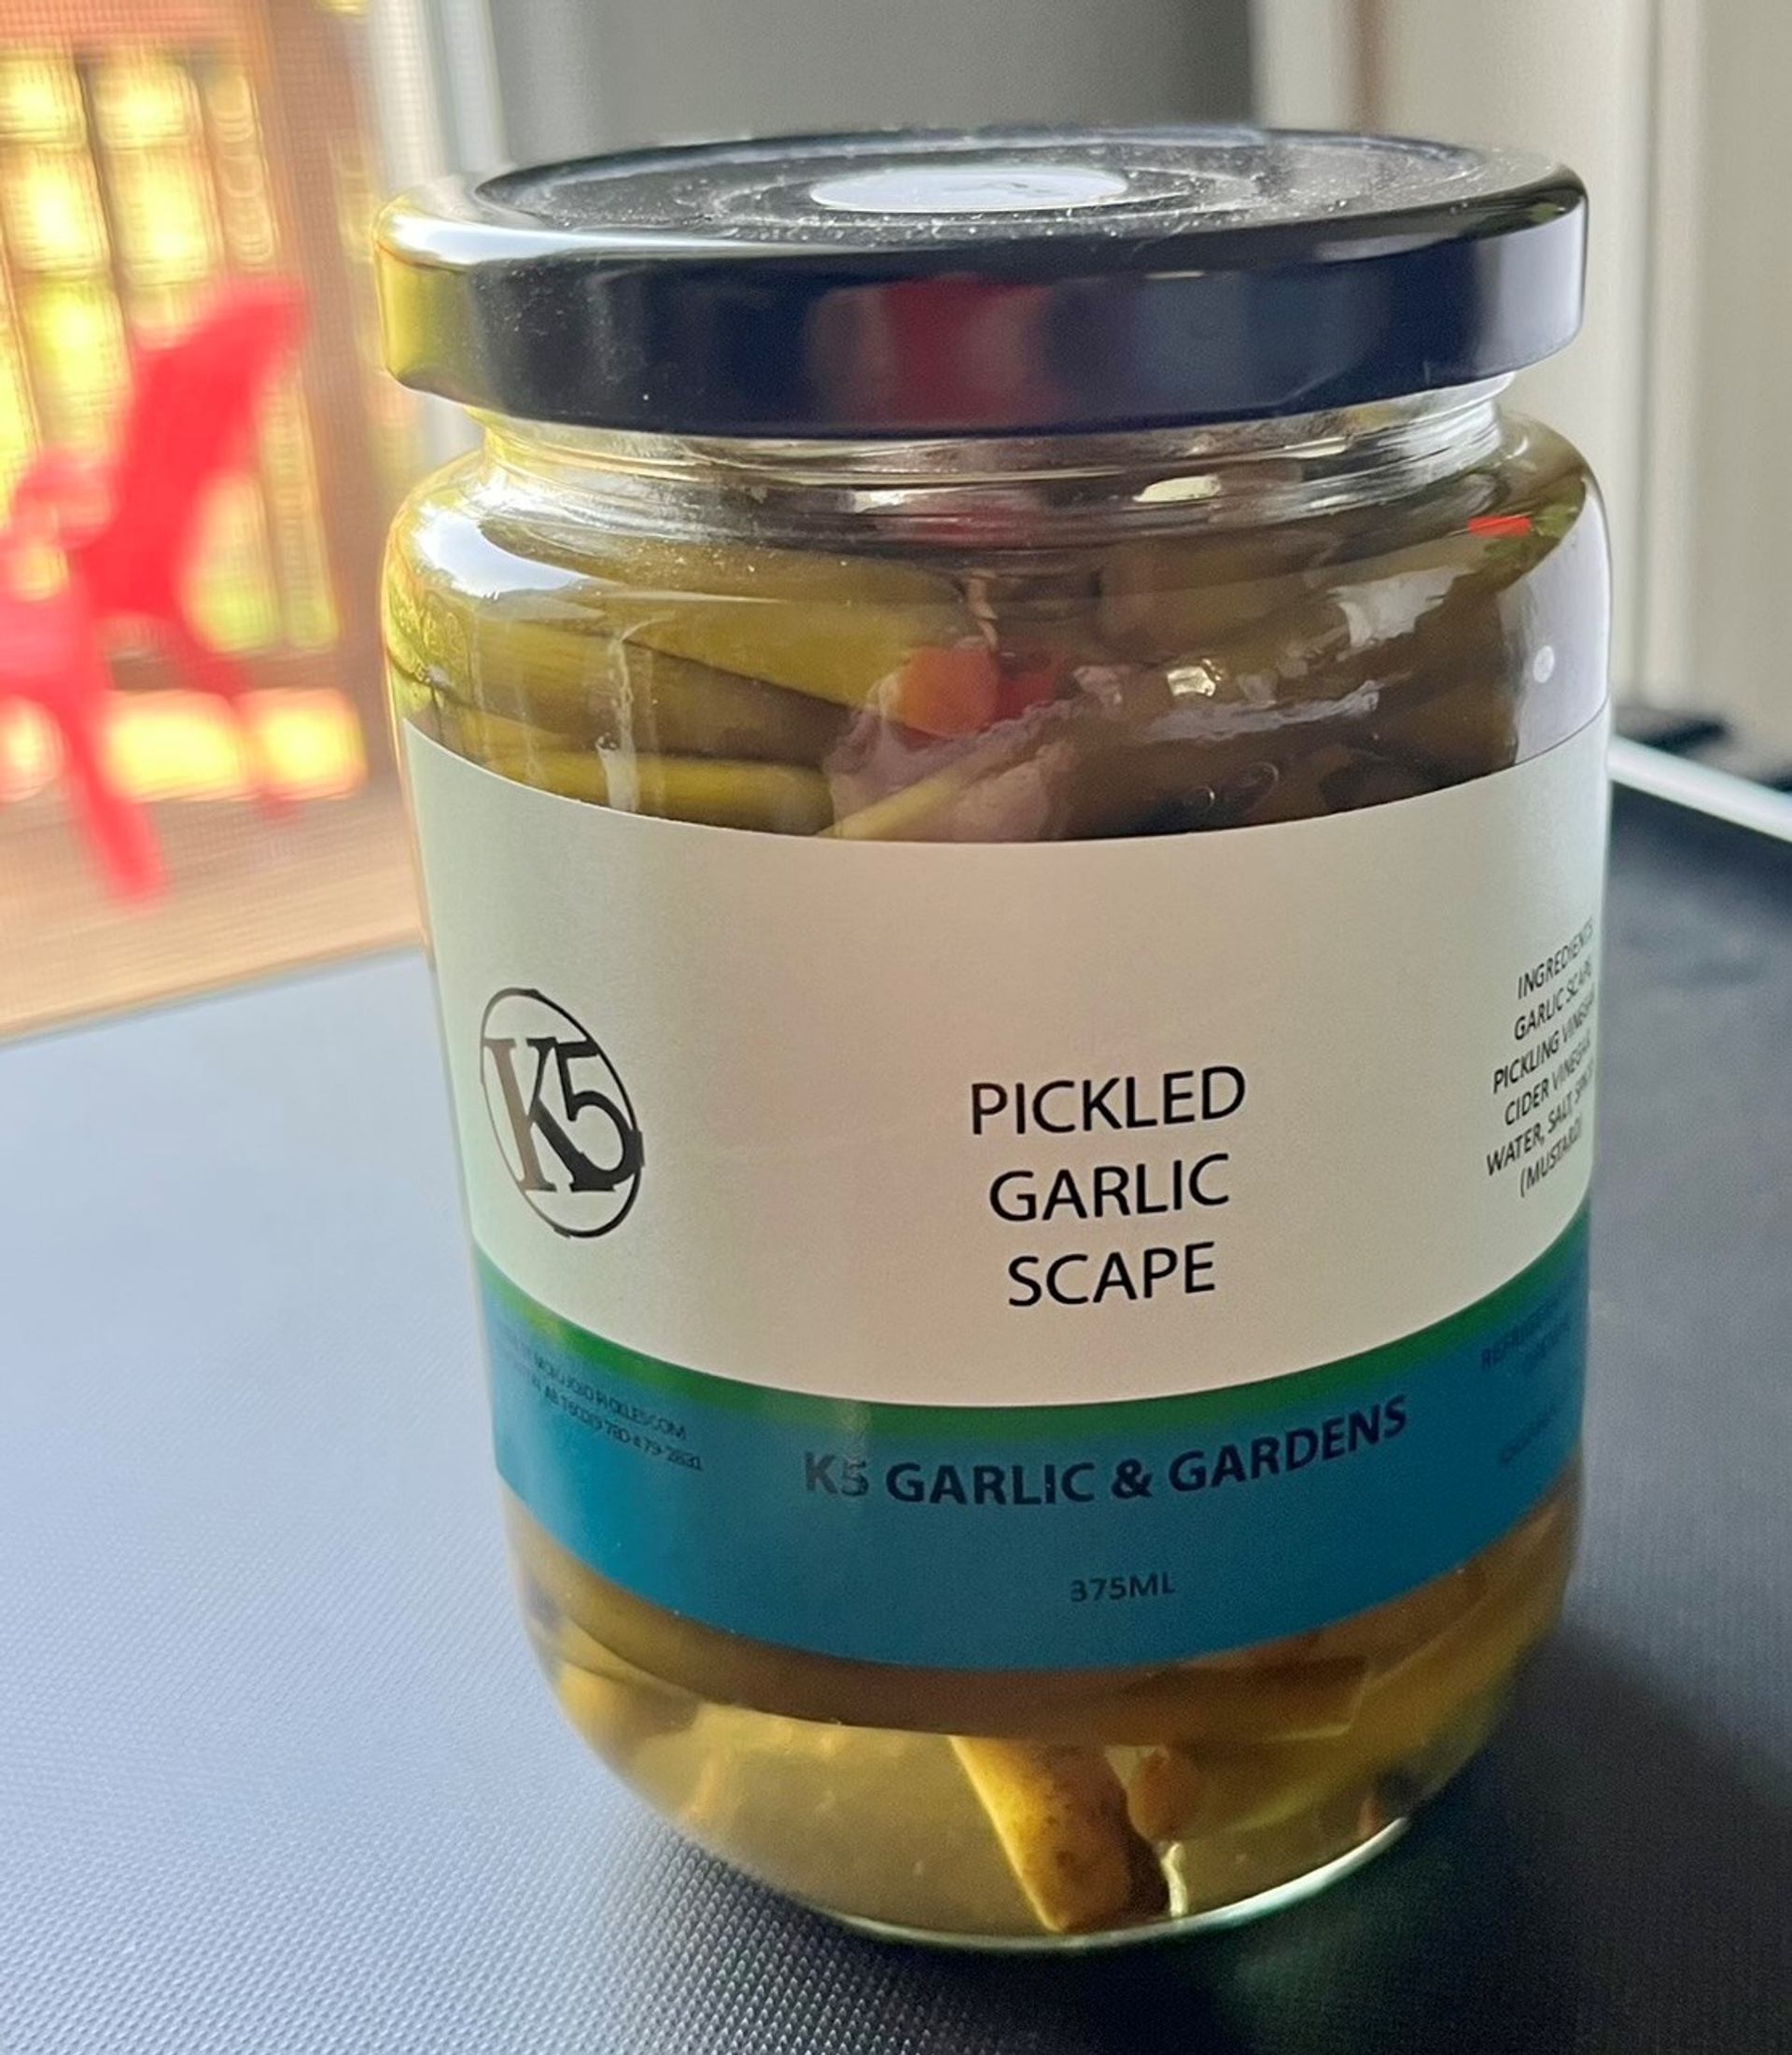 K5
PICKLED
GARLIC
SCAPE
INGREDIENTS
GARLIC SCAPE
PICKLING VINEGAR
CIDER VINEGAR
WATER, SALT,
(MUSTARD)
K5 GARLIC & GARDENS
375ML